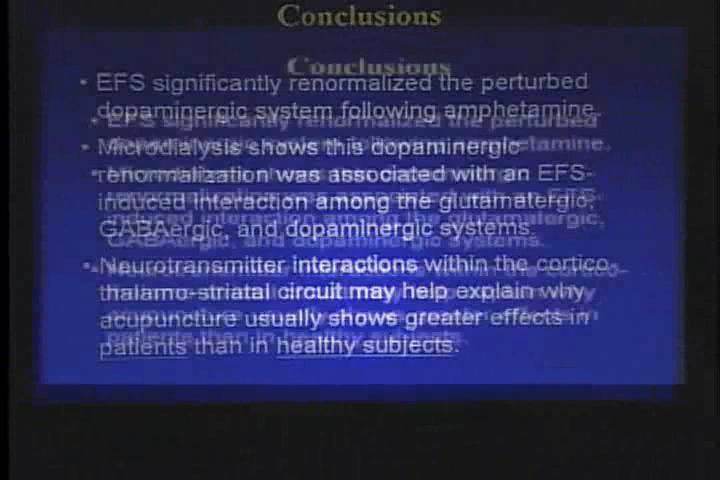 Conclusions
• EFS significantly renormalized the perturbed
dopaminergic system following amphetamine.
• Microdialysis shows this dopaminergic
renormalization was associated with an EFS-
induced interaction among the glutamatergic,
GABAergic, and dopaminergic systems.
• Neurotransmitter interactions within the cortico-
thalamo-striatal circuit may help explain why
acupuncture usually shows greater effects in
patients than in healthy subjects.